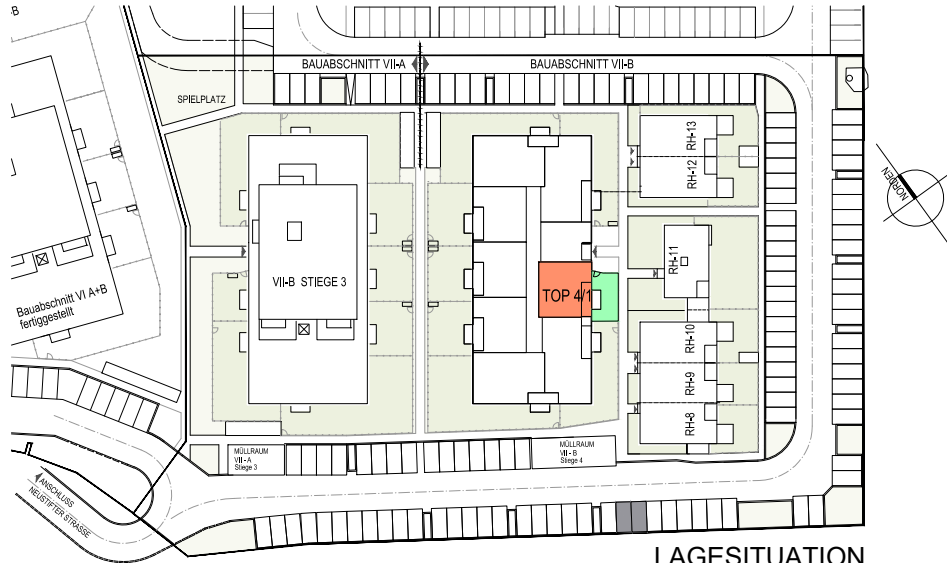 -B
BAUABSCHNITT VII-A
BAUABSCHNITT VII-B
SPIELPLATZ
RH-13
RH-12
NORDEN
RH-11
VII-B STIEGE 3
TOP 4/1
Bauabschnitt VI A+B
fertiggestellt
RH-10
RH-9
RH-8
MÜLLRAUM
VII - A
Stiege 3
MÜLLRAUM
VII - B
Stiege 4
ANSCHLUSS
NEUSTIFTER STRASSE
LAGESITUATION